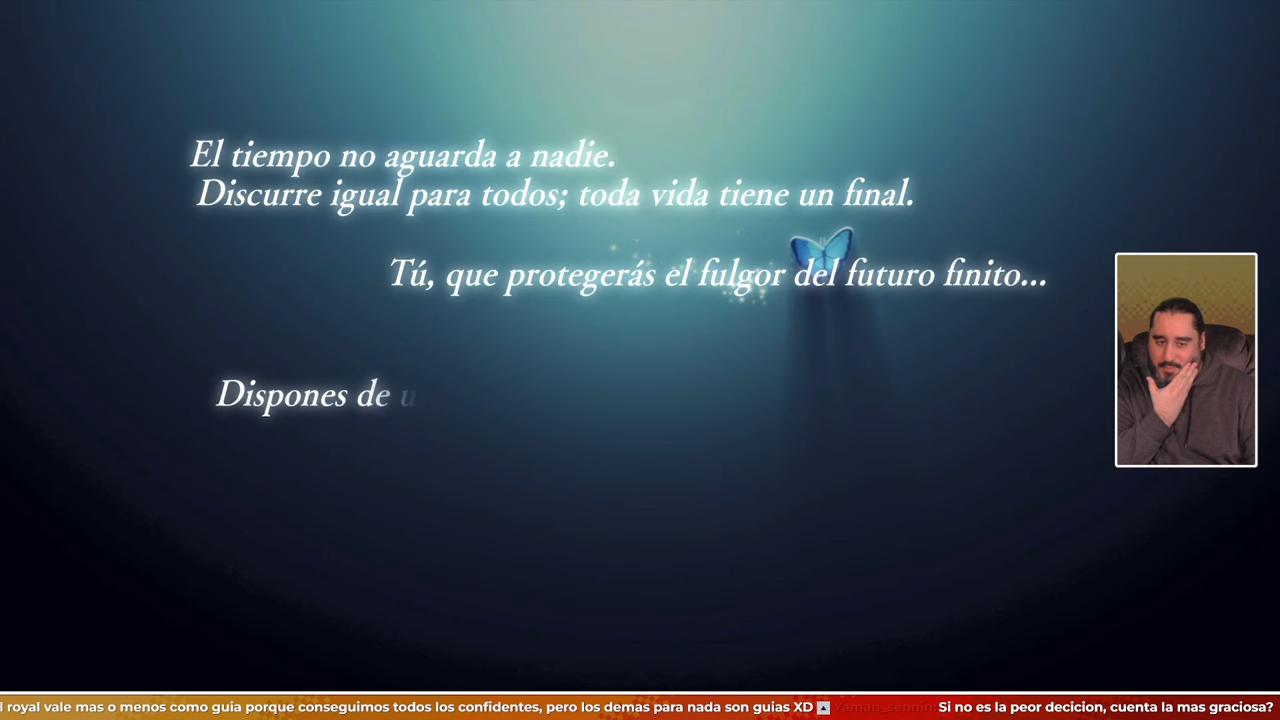 El tiempo no aguarda a nadie.
Discurre igual para todos; toda vida tiene un final.
Tú, que protegerás el fulgor del futuro finito...
Dispones de u
l royal vale mas o menos como guia porque conseguimos todos los confidentes, pero los demas para nada son guias XD Yaman_sennin: Si no es la peor decicion, cuenta la mas graciosa?